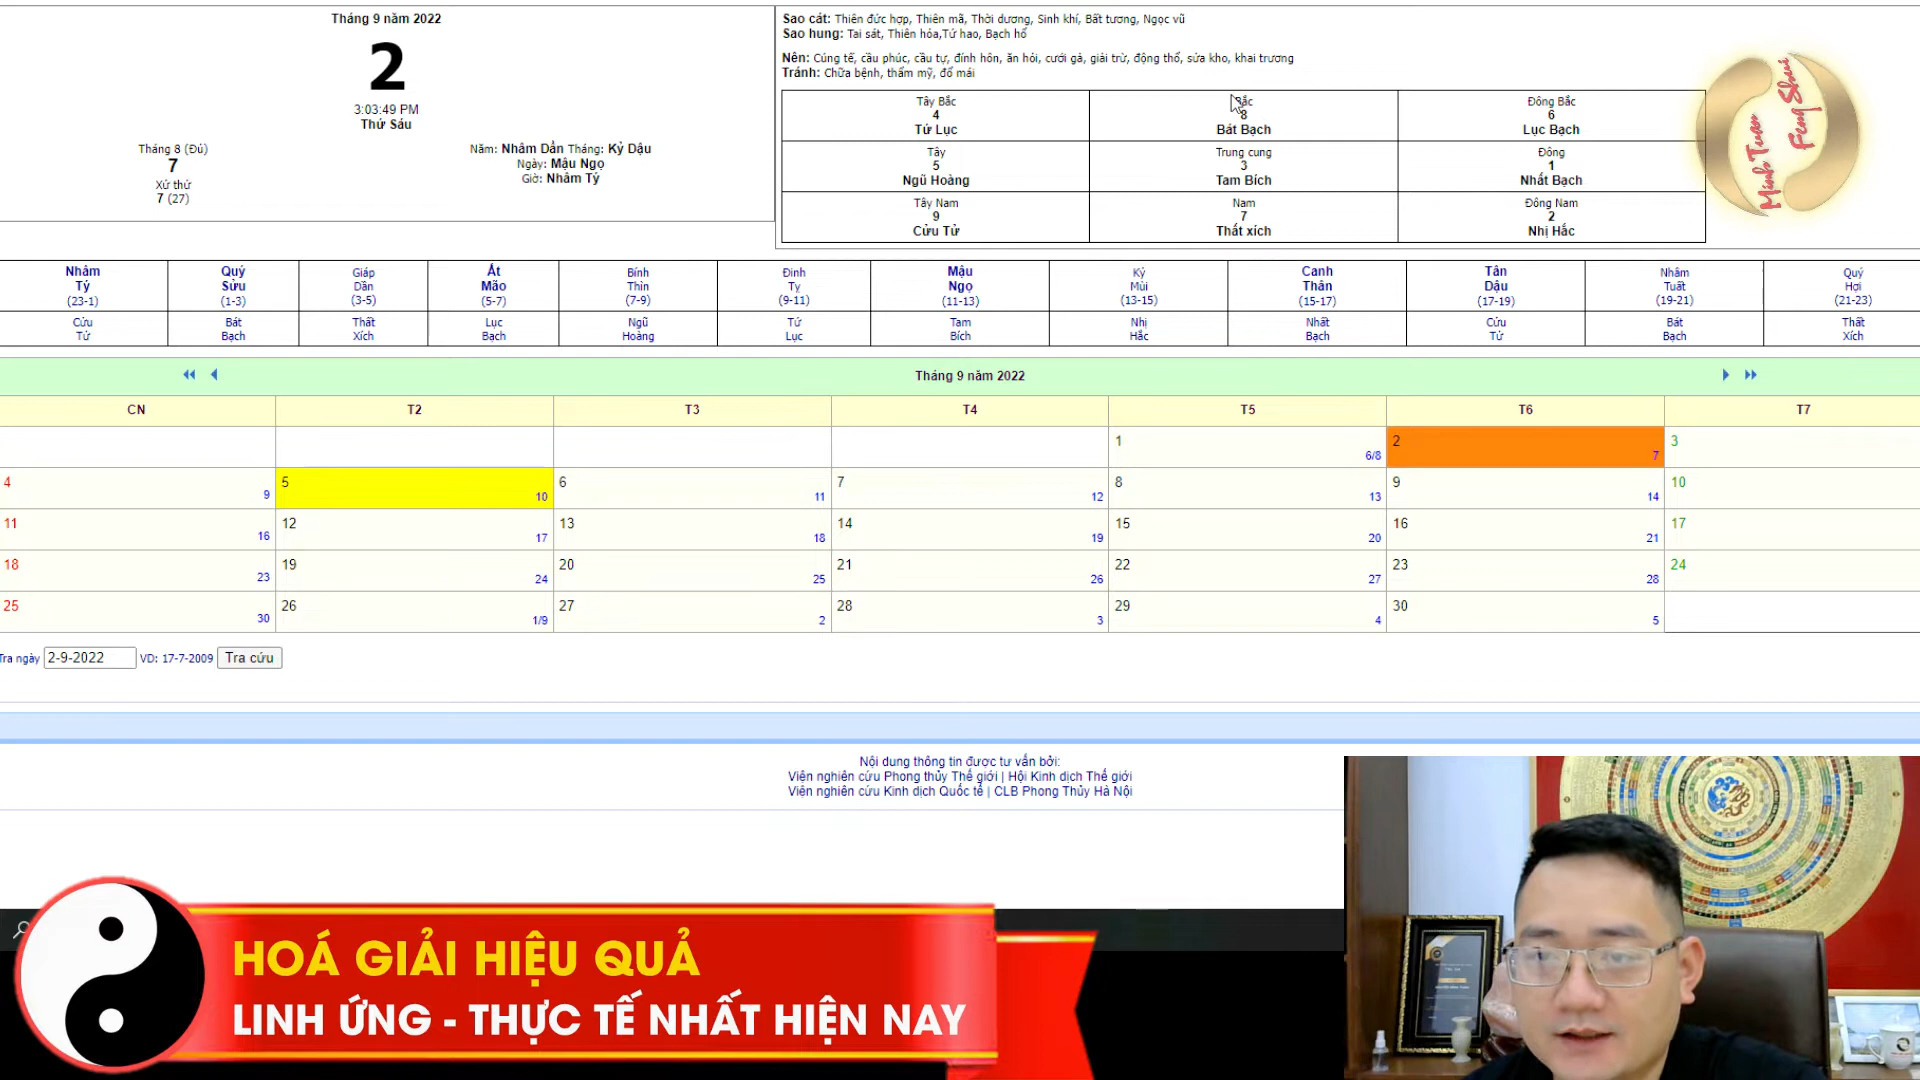 Tháng 9 năm 2022
2
3:03:49 PM
Thứ Sáu
Tháng 8 (Đủ)
7
Xử thử
7 (27)
Năm: Nhâm Dần Tháng: Kỷ Dậu
Ngày: Mậu Ngọ
Giờ: Nhâm Tý
Sao cát: Thiên đức hợp, Thiên mã, Thời dương, Sinh khí, Bất tương, Ngọc vũ
Sao hung: Tai sát, Thiên hỏa,Tứ hao, Bạch hổ
Nên: Cúng tế, cầu phúc, cầu tự, đính hôn, ăn hỏi, cưới gả, giải trừ, động thổ, sửa kho, khai trương
Tránh: Chữa bệnh, thẩm mỹ, đổ mái
Tây Bắc
4
Tứ Lục
Bắc
8
Bát Bạch
Đông Bắc
6
Lục Bạch
Tây
5
Ngũ Hoàng
Trung cung
3
Tam Bích
Đông
1
Nhất Bạch
Tây Nam
9
Cửu Tử
Nam
7
Thất xích
Đông Nam
2
Nhị Hắc
Minh Tuan
Feng Shui
Nhâm Tý (23-1)
Quý Sửu (1-3)
Giáp Dần (3-5)
Ất Mão (5-7)
Bính Thìn (7-9)
Đinh Tỵ (9-11)
Mậu Ngọ (11-13)
Kỷ Mùi (13-15)
Canh Thân (15-17)
Tân Dậu (17-19)
Nhâm Tuất (19-21)
Quý Hợi (21-23)
Cửu Tử
Bát Bạch
Thất Xích
Lục Bạch
Ngũ Hoàng
Tứ Lục
Tam Bích
Nhị Hắc
Nhất Bạch
Cửu Tử
Bát Bạch
Thất Xích
Tháng 9 năm 2022
CN T2 T3 T4 T5 T6 T7
1 6/8 2 7 3
4 9 5 10 6 11 7 12 8 13 9 14 10
11 16 12 17 13 18 14 19 15 20 16 21 17
18 23 19 24 20 25 21 26 22 27 23 28 24
25 30 26 1/9 27 2 28 3 29 4 30 5
Tra ngày 2-9-2022 VD: 17-7-2009 Tra cứu
Nội dung thông tin được tư vấn bởi:
Viện nghiên cứu Phong thủy Thế giới | Hội Kinh dịch Thế giới
Viện nghiên cứu Kinh dịch Quốc tế | CLB Phong Thủy Hà Nội
HOÁ GIẢI HIỆU QUẢ
LINH ỨNG - THỰC TẾ NHẤT HIỆN NAY